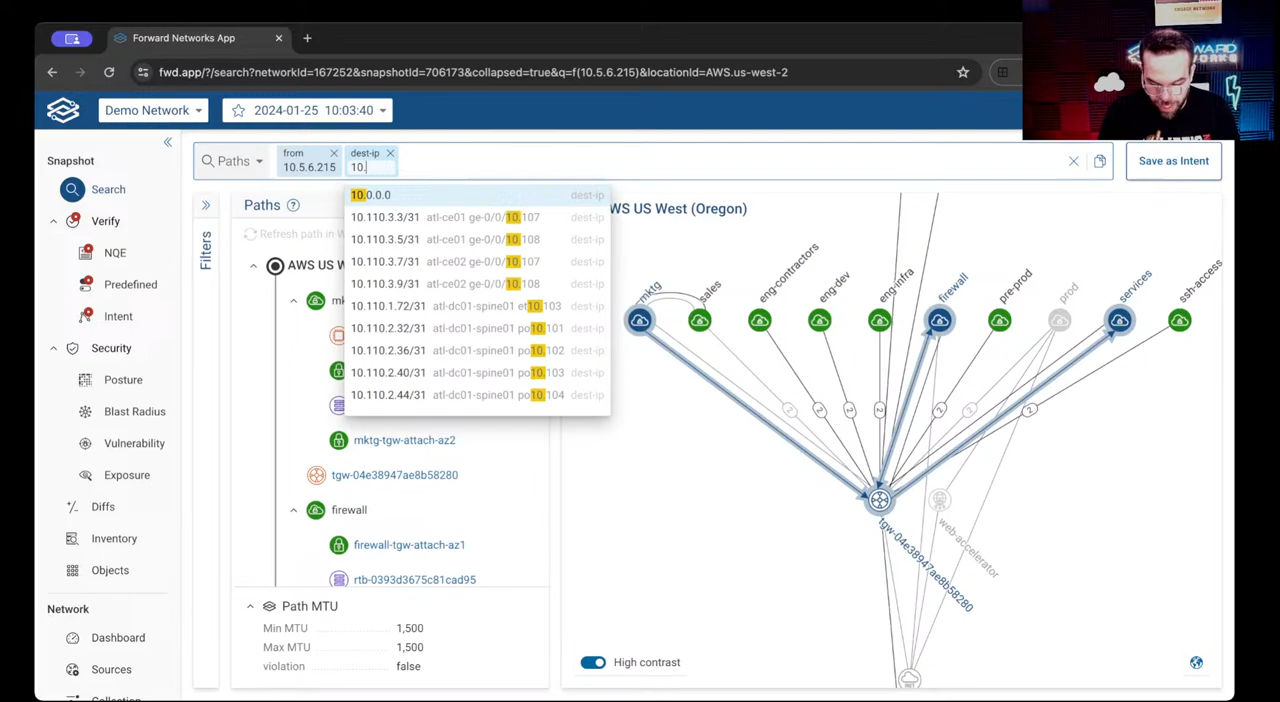 Forward Networks App
fwd.app/?/search?networkId=167252&snapshotId=706173&collapsed=true&q=f(10.5.6.215)&locationId=AWS.us-west-2
Demo Network
2024-01-25 10:03:40
Snapshot
Search
Verify
NQE
Predefined
Intent
Security
Posture
Blast Radius
Vulnerability
Exposure
Diffs
Inventory
Objects
Network
Dashboard
Sources
Paths
from
10.5.6.215
dest-ip
10.
Save as Intent
10.0.0.0 dest-ip
10.110.3.3/31 atl-ce01 ge-0/0/10.107 dest-ip
10.110.3.5/31 atl-ce01 ge-0/0/10.108 dest-ip
10.110.3.7/31 atl-ce02 ge-0/0/10.107 dest-ip
10.110.3.9/31 atl-ce02 ge-0/0/10.108 dest-ip
10.110.1.72/31 atl-dc01-spine01 et10.103 dest-ip
10.110.2.32/31 atl-dc01-spine01 po10.101 dest-ip
10.110.2.36/31 atl-dc01-spine01 po10.102 dest-ip
10.110.2.40/31 atl-dc01-spine01 po10.103 dest-ip
10.110.2.44/31 atl-dc01-spine01 po10.104 dest-ip
Filters
Paths
Refresh path in W
AWS US W
mk
mktg-tgw-attach-az2
tgw-04e38947ae8b58280
firewall
firewall-tgw-attach-az1
rtb-0393d3675c81cad95
Path MTU
Min MTU 1,500
Max MTU 1,500
violation false
WS US West (Oregon)
mktg
sales
eng-contractors
eng-dev
eng-infra
firewall
pre-prod
prod
services
ssh-access
2
2
2
2
2
2
2
tgw-04e38947ae8b58280
web-accelerator
High contrast